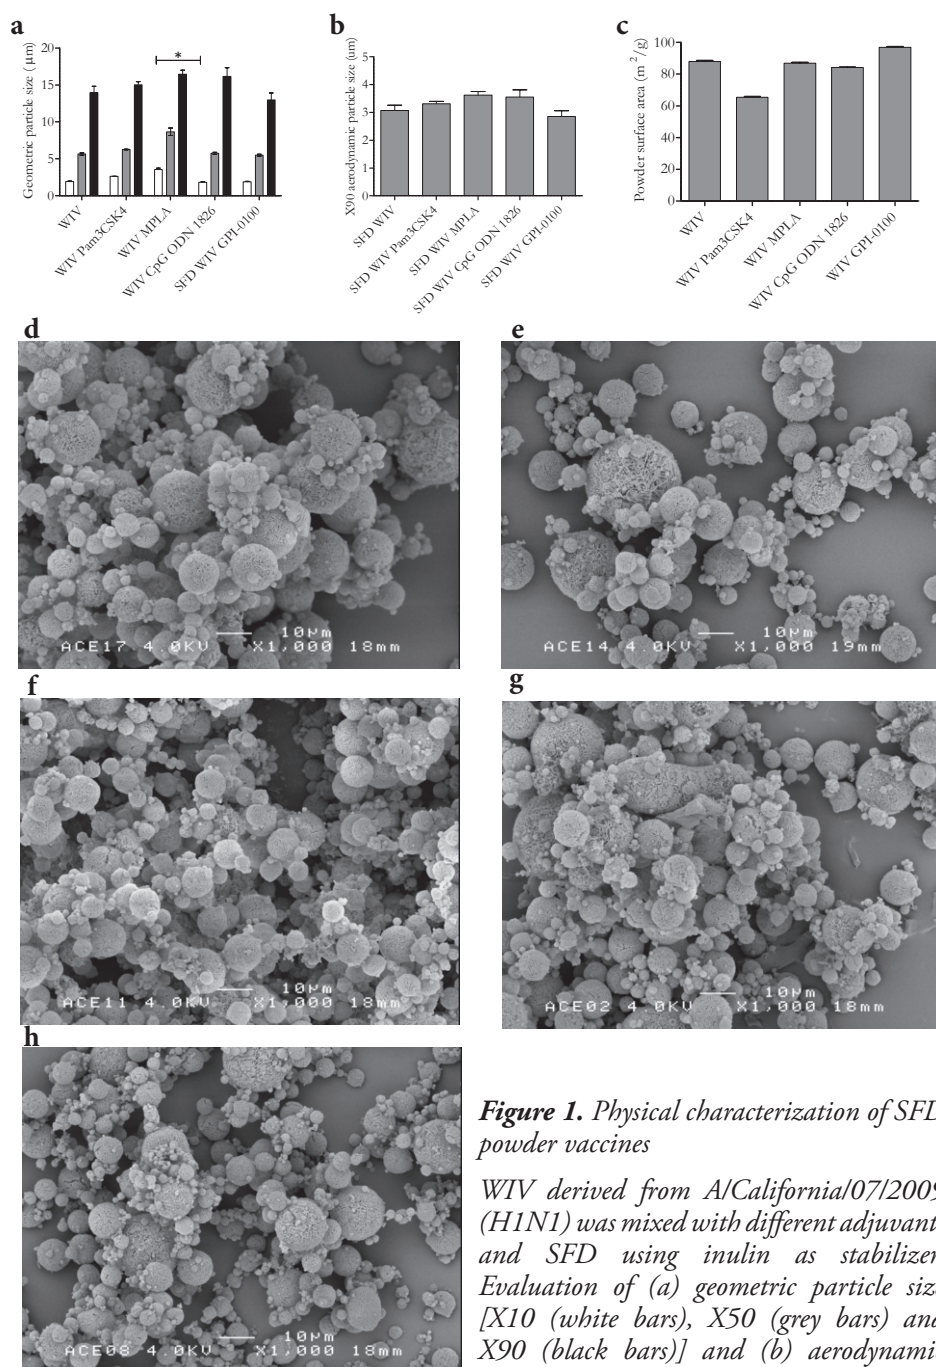 a
b
c
Geometric particle size (μm)
20
15
10
5
0
*
WIV
WIV Pam3CSK4
WIV MPLA
WIV CpG ODN 1826
SFD WIV GPI-0100
X90 aerodynamic particle size (um)
5
4
3
2
1
0
SFD WIV
SFD WIV Pam3CSK4
SFD WIV MPLA
SFD WIV CpG ODN 1826
SFD WIV GPI-0100
Powder surface area (m²/g)
100
80
60
40
20
0
WIV
WIV Pam3CSK4
WIV MPLA
WIV CpG ODN 1826
WIV GPI-0100
d
10μm
ACE17 4.0KV X1,000 18mm
e
10μm
ACE14 4.0KV X1,000 19mm
f
10μm
ACE11 4.0KV X1,000 18mm
g
10μm
ACE02 4.0KV X1,000 18mm
h
10μm
ACE08 4.0KV X1,000 18mm
Figure 1. Physical characterization of SFD
powder vaccines
WIV derived from A/California/07/2009
(H1N1) was mixed with different adjuvant
and SFD using inulin as stabilizer
Evaluation of (a) geometric particle size
[X10 (white bars), X50 (grey bars) and
X90 (black bars)] and (b) aerodynami